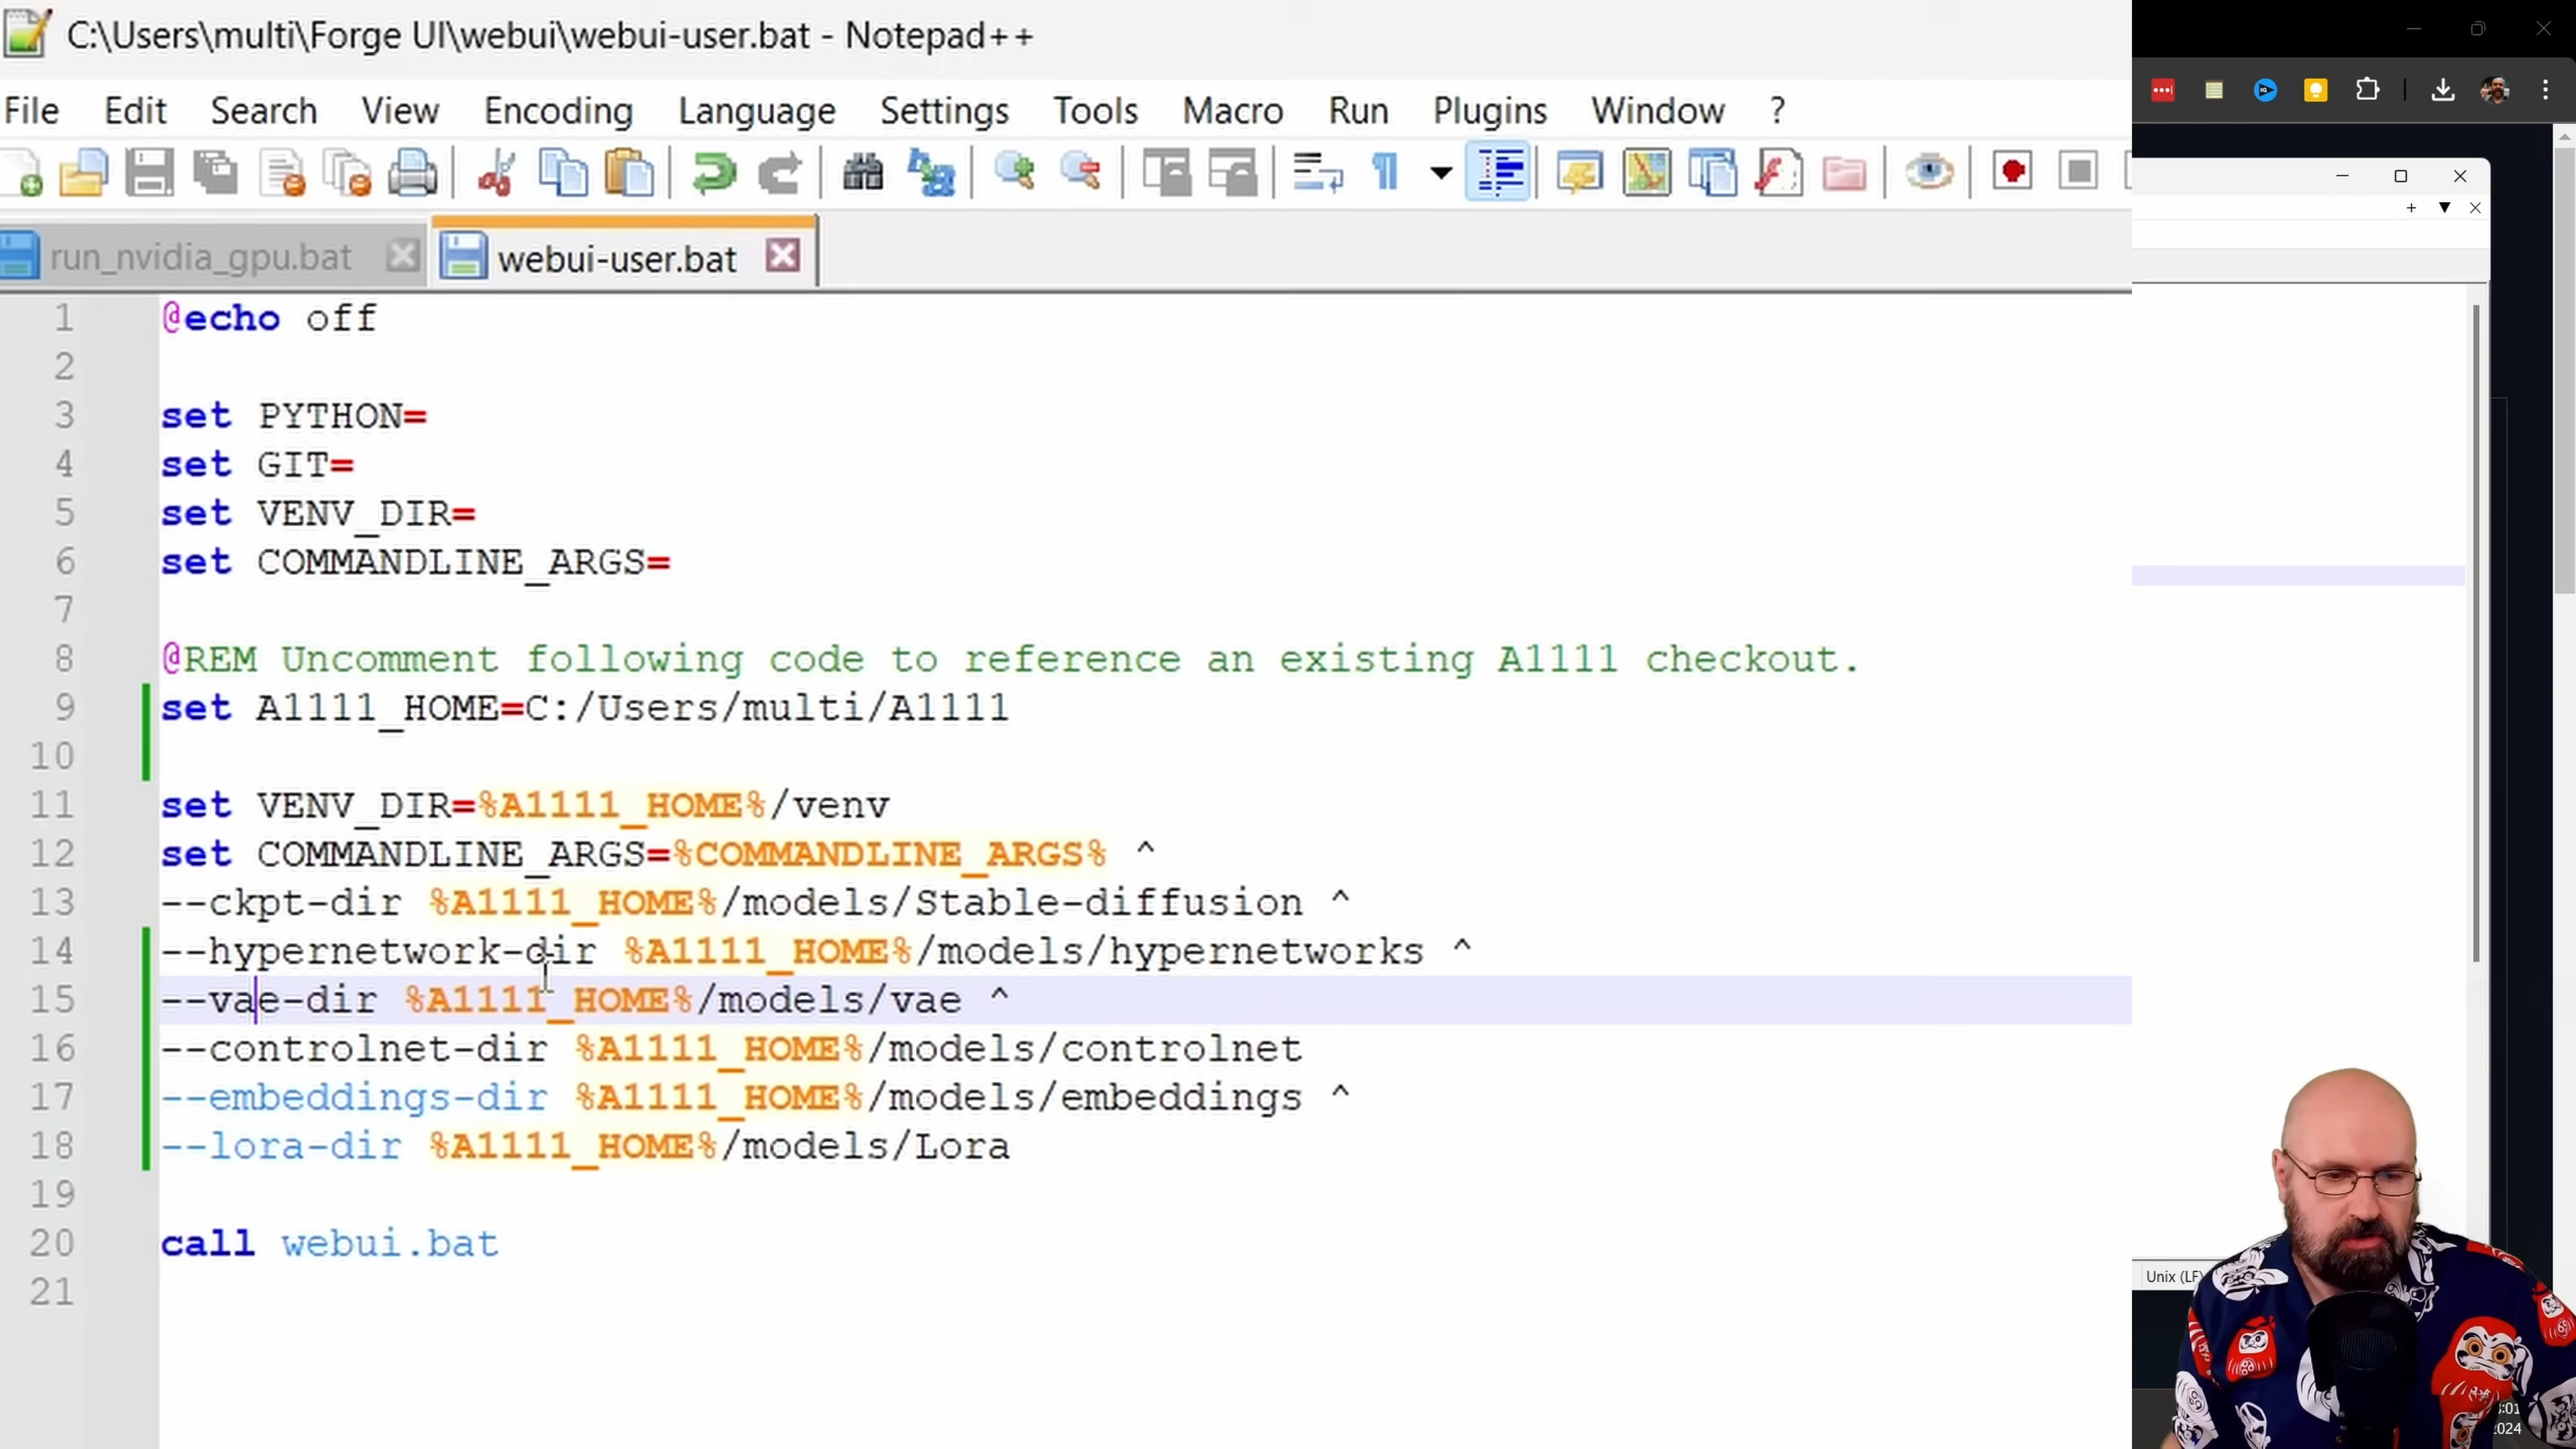 C:\Users\multi\Forge UI\webui\webui-user.bat - Notepad++
File Edit Search View Encoding Language Settings Tools Macro Run Plugins Window ?
run_nvidia_gpu.bat webui-user.bat
1 @echo off
2
3 set PYTHON=
4 set GIT=
5 set VENV_DIR=
6 set COMMANDLINE_ARGS=
7
8 @REM Uncomment following code to reference an existing A1111 checkout.
9 set A1111_HOME=C:/Users/multi/A1111
10
11 set VENV_DIR=%A1111_HOME%/venv
12 set COMMANDLINE_ARGS=%COMMANDLINE_ARGS% ^
13 --ckpt-dir %A1111_HOME%/models/Stable-diffusion ^
14 --hypernetwork-dir %A1111_HOME%/models/hypernetworks ^
15 --vae-dir %A1111_HOME%/models/vae ^
16 --controlnet-dir %A1111_HOME%/models/controlnet
17 --embeddings-dir %A1111_HOME%/models/embeddings ^
18 --lora-dir %A1111_HOME%/models/Lora
19
20 call webui.bat
21
Unix (LF)
:01
2024